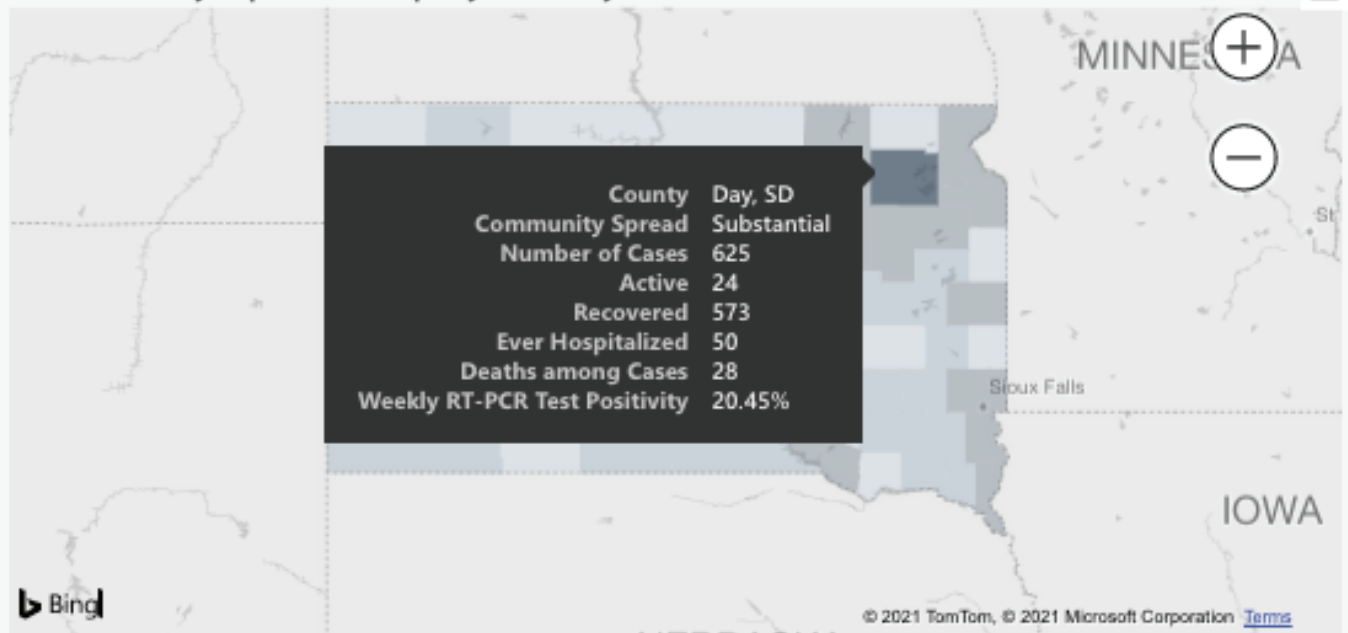 County Day, SD
Community Spread Substantial
Number of Cases 625
Active 24
Recovered 573
Ever Hospitalized 50
Deaths among Cases 28
Weekly RT-PCR Test Positivity 20.45%
Sioux Falls
IOWA
Bing
© 2021 TomTom, © 2021 Microsoft Corporation Terms